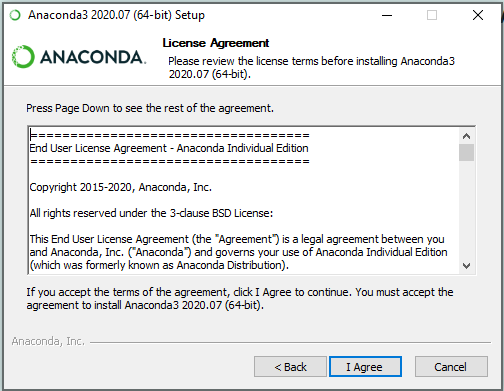 Anaconda3 2020.07 (64-bit) Setup
ANACONDA.
License Agreement
Please review the license terms before installing Anaconda3
2020.07 (64-bit).
Press Page Down to see the rest of the agreement.
===================================
End User License Agreement - Anaconda Individual Edition
===================================
Copyright 2015-2020, Anaconda, Inc.
All rights reserved under the 3-clause BSD License:
This End User License Agreement (the "Agreement") is a legal agreement between you
and Anaconda, Inc. ("Anaconda") and governs your use of Anaconda Individual Edition
(which was formerly known as Anaconda Distribution).
If you accept the terms of the agreement, click I Agree to continue. You must accept the
agreement to install Anaconda3 2020.07 (64-bit).
Anaconda, Inc.
< Back
I Agree
Cancel